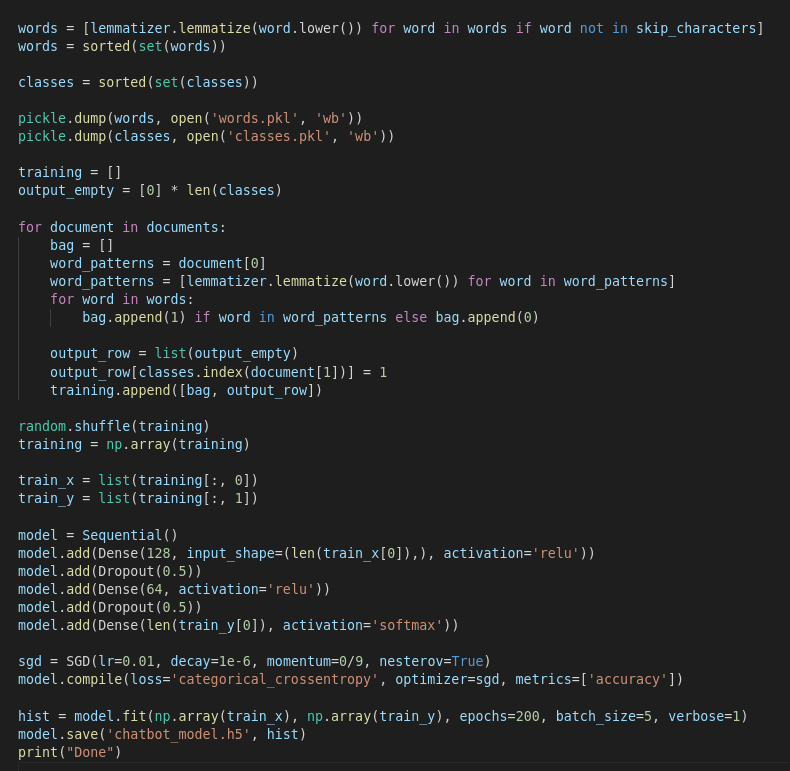 words = [lemmatizer.lemmatize(word.lower()) for word in words if word not in skip_characters]
words = sorted(set(words))

classes = sorted(set(classes))

pickle.dump(words, open('words.pkl', 'wb'))
pickle.dump(classes, open('classes.pkl', 'wb'))

training = []
output_empty = [0] * len(classes)

for document in documents:
    bag = []
    word_patterns = document[0]
    word_patterns = [lemmatizer.lemmatize(word.lower()) for word in word_patterns]
    for word in words:
        bag.append(1) if word in word_patterns else bag.append(0)

    output_row = list(output_empty)
    output_row[classes.index(document[1])] = 1
    training.append([bag, output_row])

random.shuffle(training)
training = np.array(training)

train_x = list(training[:, 0])
train_y = list(training[:, 1])

model = Sequential()
model.add(Dense(128, input_shape=(len(train_x[0]),), activation='relu'))
model.add(Dropout(0.5))
model.add(Dense(64, activation='relu'))
model.add(Dropout(0.5))
model.add(Dense(len(train_y[0]), activation='softmax'))

sgd = SGD(lr=0.01, decay=1e-6, momentum=0/9, nesterov=True)
model.compile(loss='categorical_crossentropy', optimizer=sgd, metrics=['accuracy'])

hist = model.fit(np.array(train_x), np.array(train_y), epochs=200, batch_size=5, verbose=1)
model.save('chatbot_model.h5', hist)
print("Done")